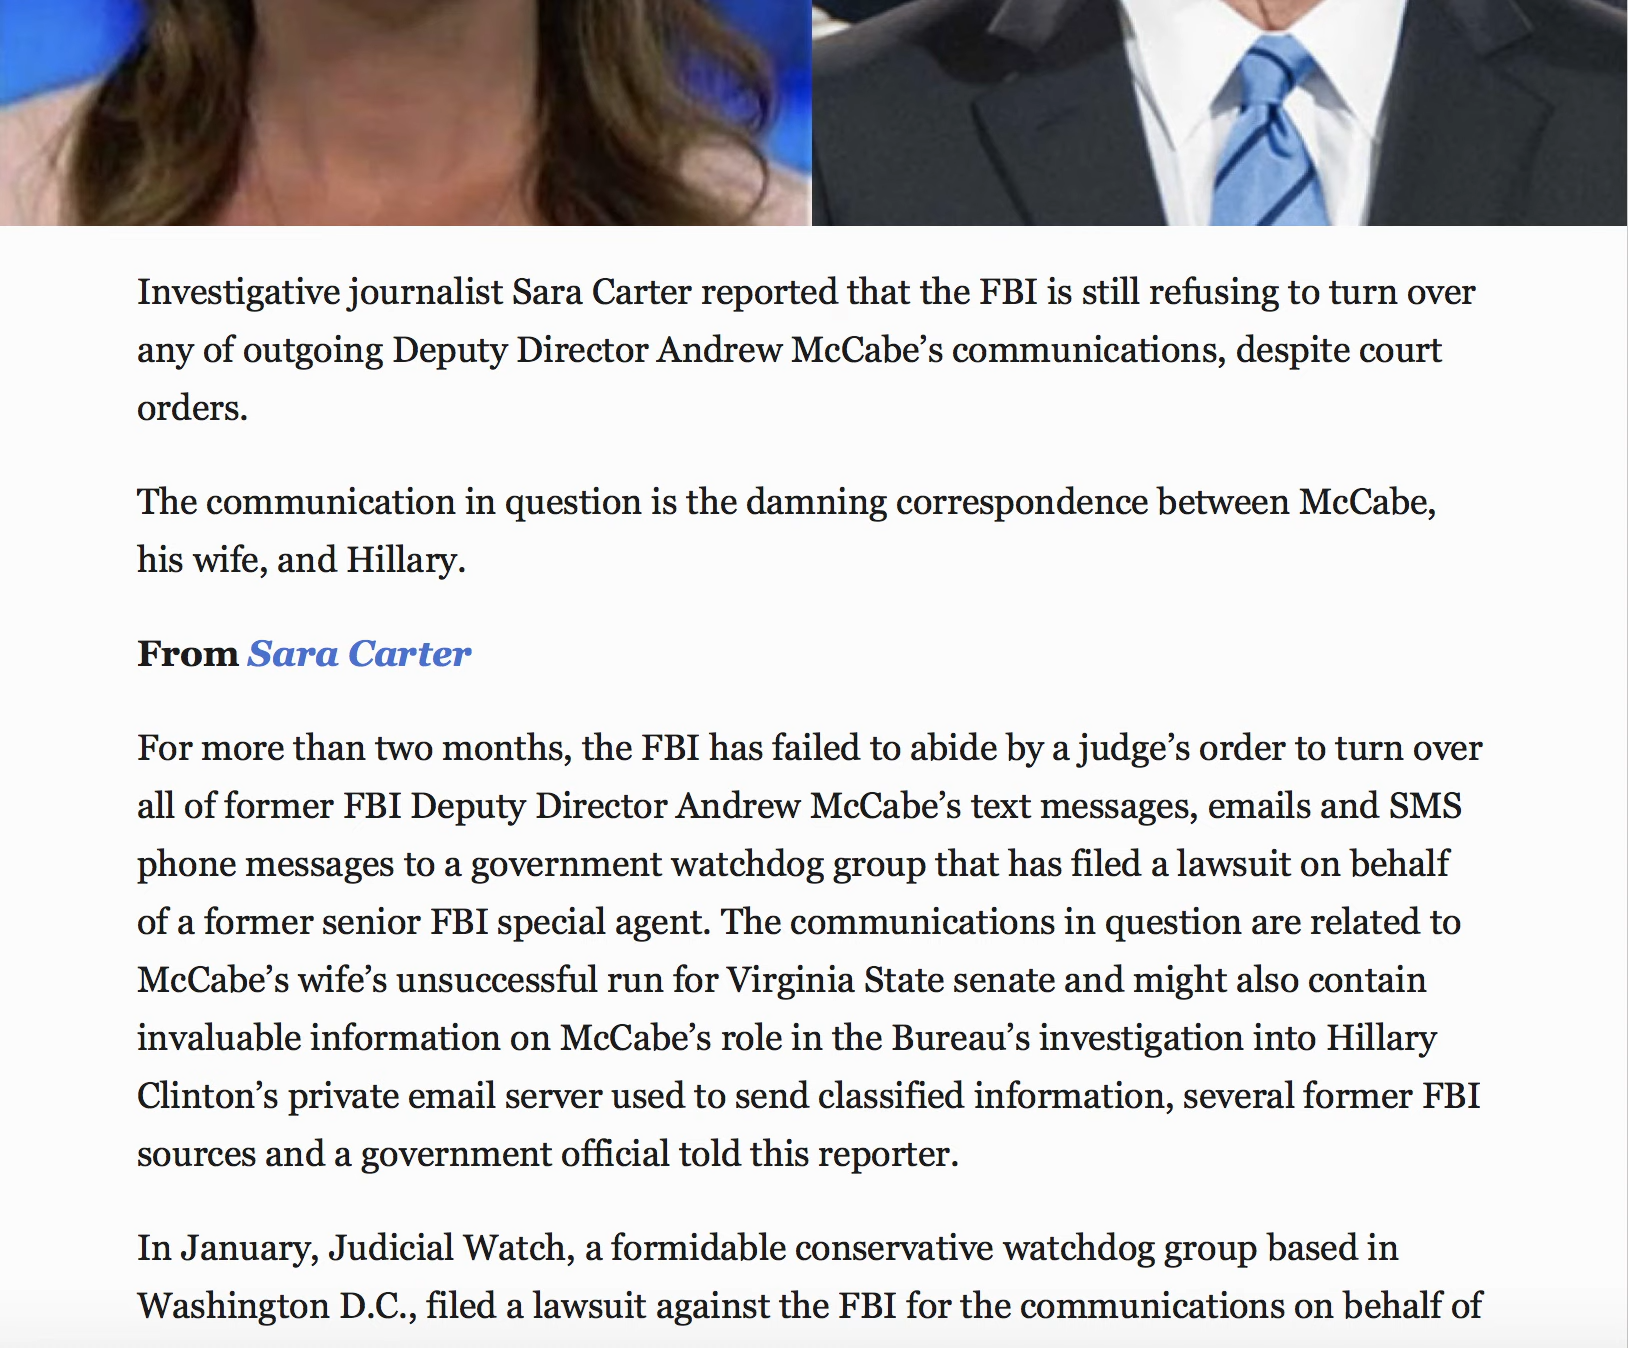 Investigative journalist Sara Carter reported that the FBI is still refusing to turn over
any of outgoing Deputy Director Andrew McCabe’s communications, despite court
orders.
The communication in question is the damning correspondence between McCabe,
his wife, and Hillary.
From Sara Carter
For more than two months, the FBI has failed to abide by a judge’s order to turn over
all of former FBI Deputy Director Andrew McCabe’s text messages, emails and SMS
phone messages to a government watchdog group that has filed a lawsuit on behalf
of a former senior FBI special agent. The communications in question are related to
McCabe’s wife’s unsuccessful run for Virginia State senate and might also contain
invaluable information on McCabe’s role in the Bureau’s investigation into Hillary
Clinton’s private email server used to send classified information, several former FBI
sources and a government official told this reporter.
In January, Judicial Watch, a formidable conservative watchdog group based in
Washington D.C., filed a lawsuit against the FBI for the communications on behalf of